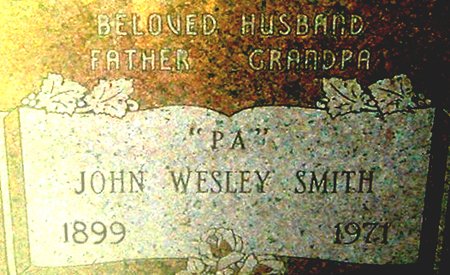 BELOVED HUSBAND
FATHER GRANDPA
"PA"
JOHN WESLEY SMITH
1899 1971